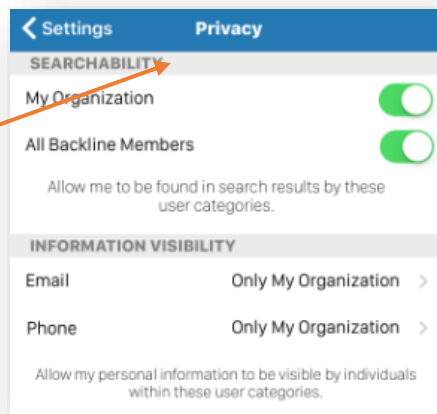 Settings Privacy
SEARCHABILITY
My Organization
All Backline Members
Allow me to be found in search results by these
user categories.
INFORMATION VISIBILITY
Email Only My Organization
Phone Only My Organization
Allow my personal information to be visible by individuals
within these user categories.